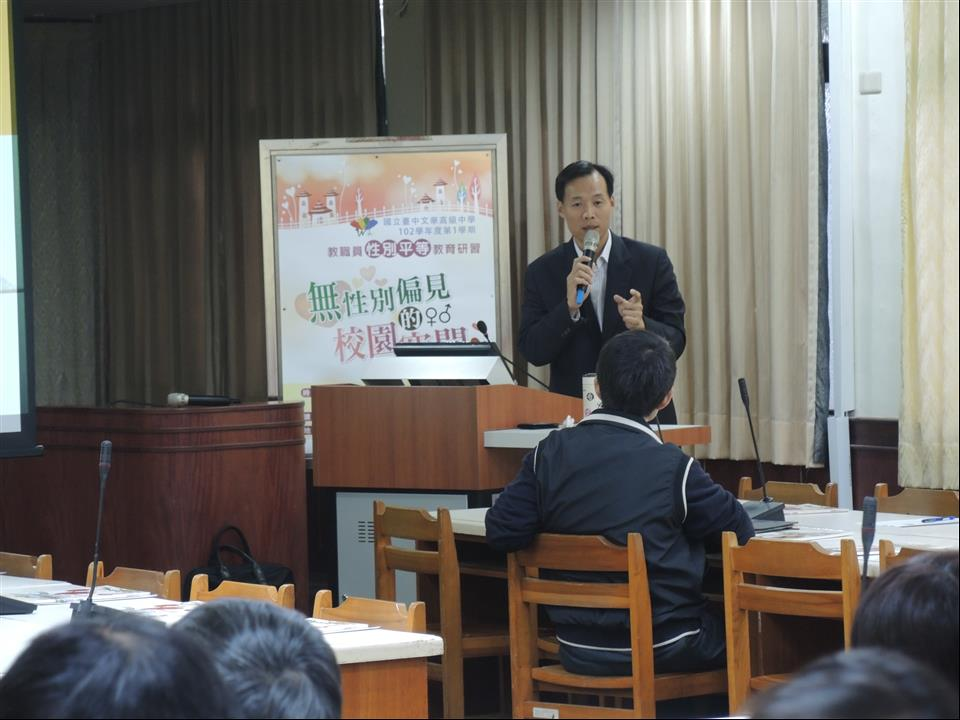 國立臺中文華高級中學
102學年度第1學期
教職員性別平等教育研習
無性別偏見
的♀♂
校園空間